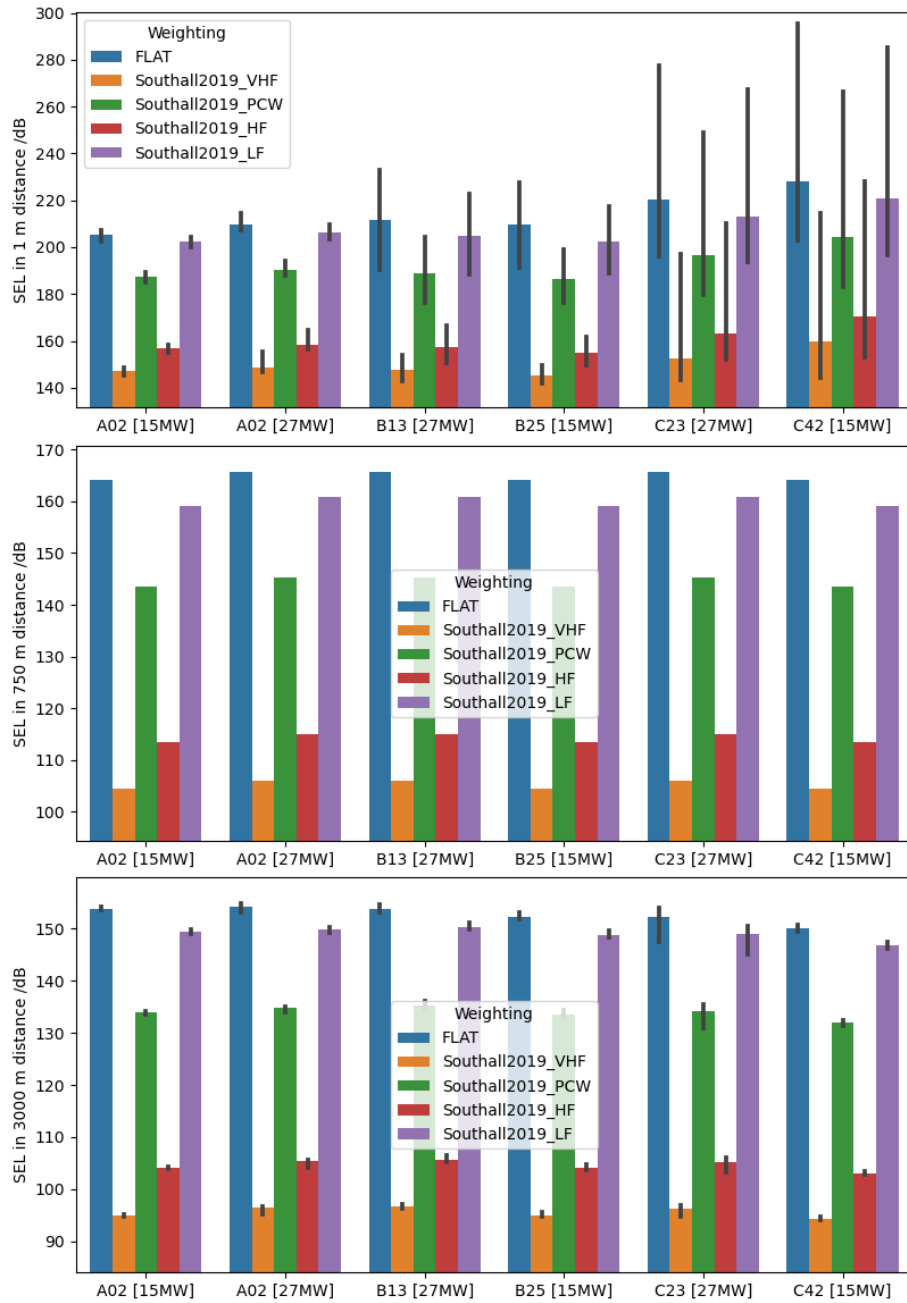 300
280
260
240
220
200
180
160
140
SEL in 1 m distance /dB
Weighting
FLAT
Southall2019_VHF
Southall2019_PCW
Southall2019_HF
Southall2019_LF
A02 [15MW] A02 [27MW] B13 [27MW] B25 [15MW] C23 [27MW] C42 [15MW]
170
160
150
140
130
120
110
100
SEL in 750 m distance /dB
Weighting
FLAT
Southall2019_VHF
Southall2019_PCW
Southall2019_HF
Southall2019_LF
A02 [15MW] A02 [27MW] B13 [27MW] B25 [15MW] C23 [27MW] C42 [15MW]
150
140
130
120
110
100
90
SEL in 3000 m distance /dB
Weighting
FLAT
Southall2019_VHF
Southall2019_PCW
Southall2019_HF
Southall2019_LF
A02 [15MW] A02 [27MW] B13 [27MW] B25 [15MW] C23 [27MW] C42 [15MW]